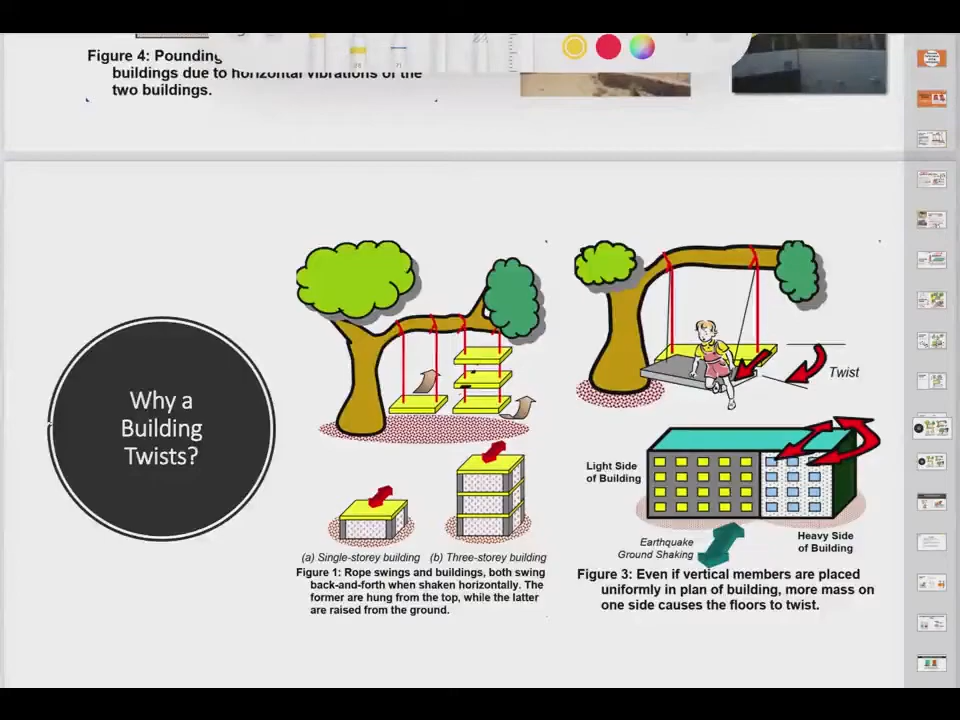 Figure 4: Pounding
buildings due to horizontal vibrations of the
two buildings.
Why a
Building
Twists?
(a) Single-storey building (b) Three-storey building
Figure 1: Rope swings and buildings, both swing
back-and-forth when shaken horizontally. The
former are hung from the top, while the latter
are raised from the ground.
Twist
Light Side
of Building
Earthquake
Ground Shaking
Heavy Side
of Building
Figure 3: Even if vertical members are placed
uniformly in plan of building, more mass on
one side causes the floors to twist.